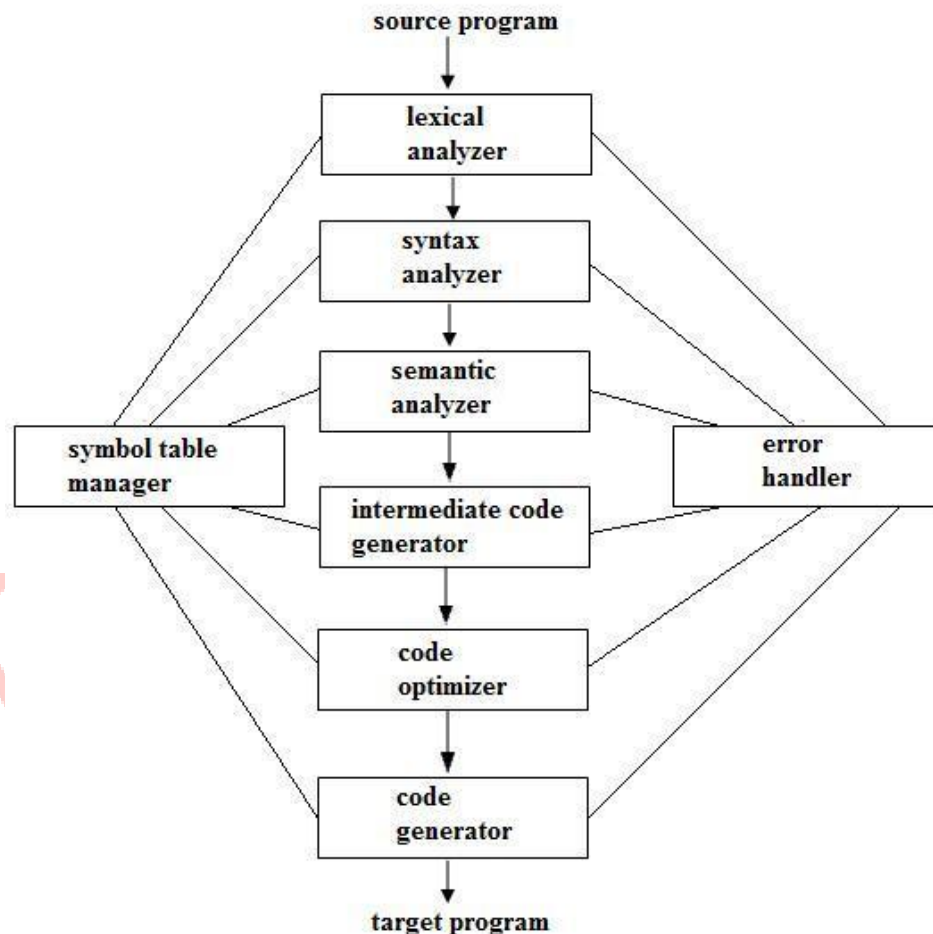 source program
lexical
analyzer
syntax
analyzer
semantic
analyzer
symbol table
manager
error
handler
intermediate code
generator
code
optimizer
code
generator
target program